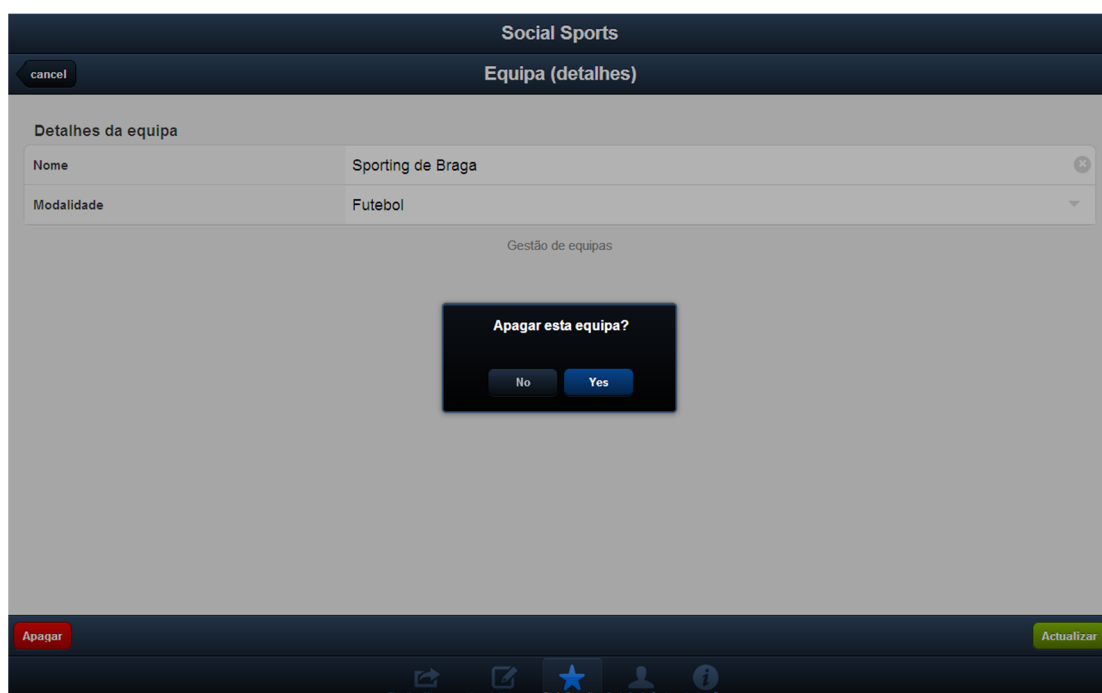 Social Sports
cancel
Equipa (detalhes)
Detalhes da equipa
Nome
Sporting de Braga
Modalidade
Futebol
Gestão de equipas
Apagar esta equipa?
No
Yes
Apagar
Actualizar